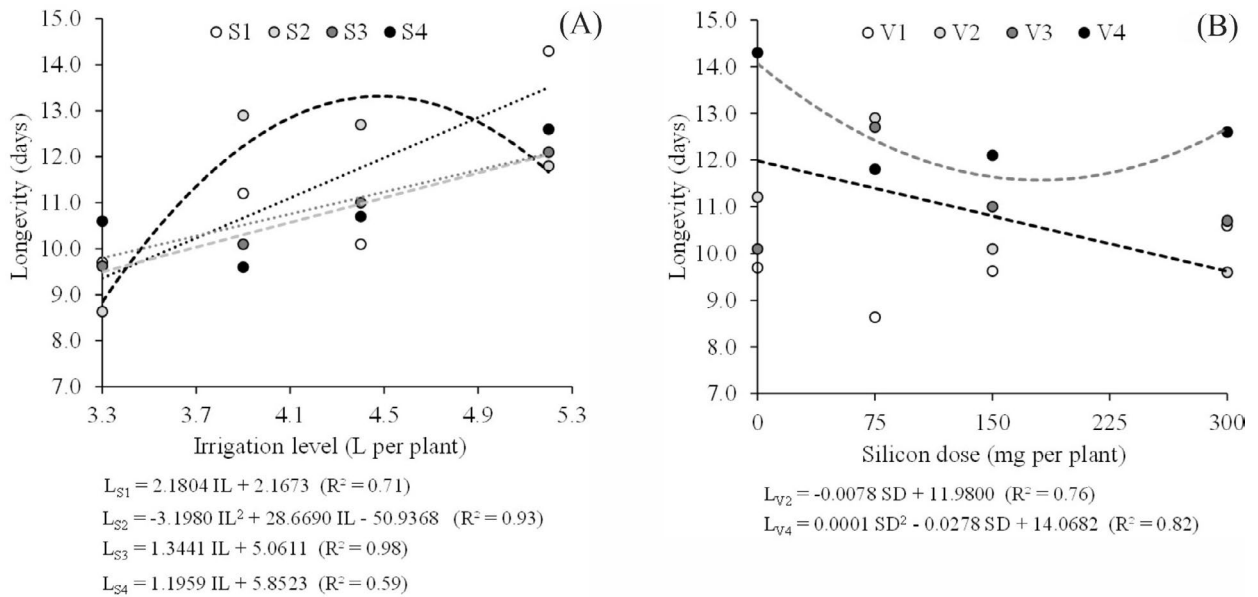 (A)
S1 S2 S3 S4
15.0
14.0
13.0
12.0
11.0
10.0
9.0
8.0
7.0
Longevity (days)
3.3 3.7 4.1 4.5 4.9 5.3
Irrigation level (L per plant)
L_S1 = 2.1804 IL + 2.1673 (R² = 0.71)
L_S2 = -3.1980 IL² + 28.6690 IL - 50.9368 (R² = 0.93)
L_S3 = 1.3441 IL + 5.0611 (R² = 0.98)
L_S4 = 1.1959 IL + 5.8523 (R² = 0.59)
(B)
V1 V2 V3 V4
15.0
14.0
13.0
12.0
11.0
10.0
9.0
8.0
7.0
Longevity (days)
0 75 150 225 300
Silicon dose (mg per plant)
L_V2 = -0.0078 SD + 11.9800 (R² = 0.76)
L_V4 = 0.0001 SD² - 0.0278 SD + 14.0682 (R² = 0.82)